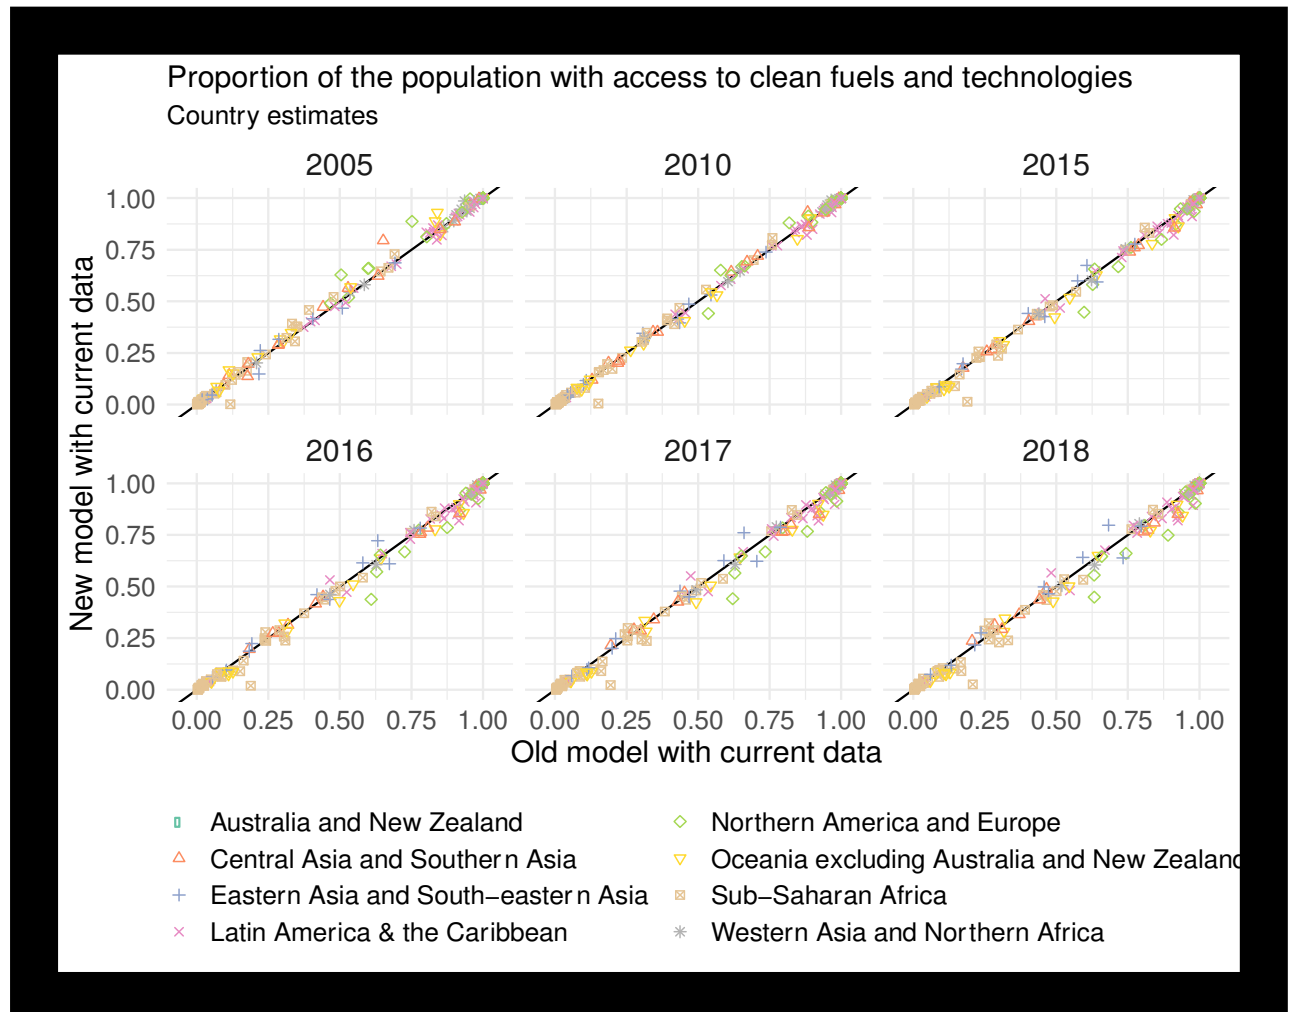 Proportion of the population with access to clean fuels and technologies
Country estimates
2005 2010 2015
1.00
0.75
0.50
0.25
0.00
2016 2017 2018
1.00
0.75
0.50
0.25
0.00
New model with current data
0.00 0.25 0.50 0.75 1.00 0.00 0.25 0.50 0.75 1.00 0.00 0.25 0.50 0.75 1.00
Old model with current data
Australia and New Zealand
Central Asia and Southern Asia
Eastern Asia and South−eastern Asia
Latin America & the Caribbean
Northern America and Europe
Oceania excluding Australia and New Zealand
Sub−Saharan Africa
Western Asia and Northern Africa